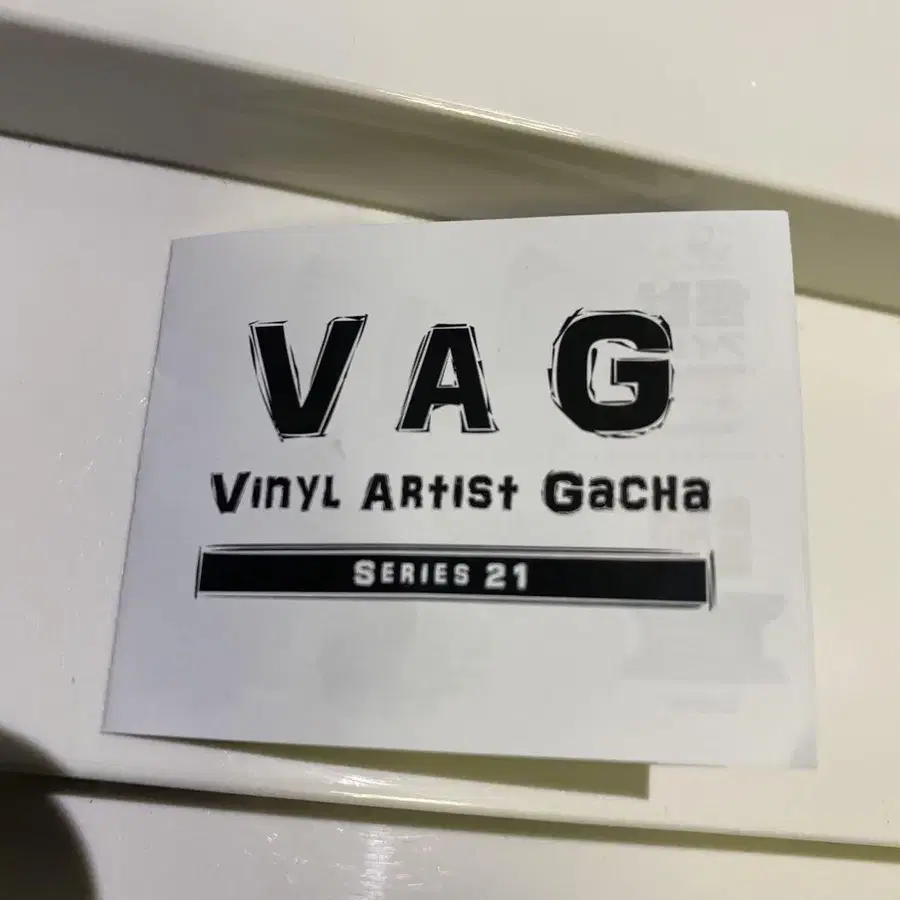 VAG
Vinyl Artist Gacha
Series 21